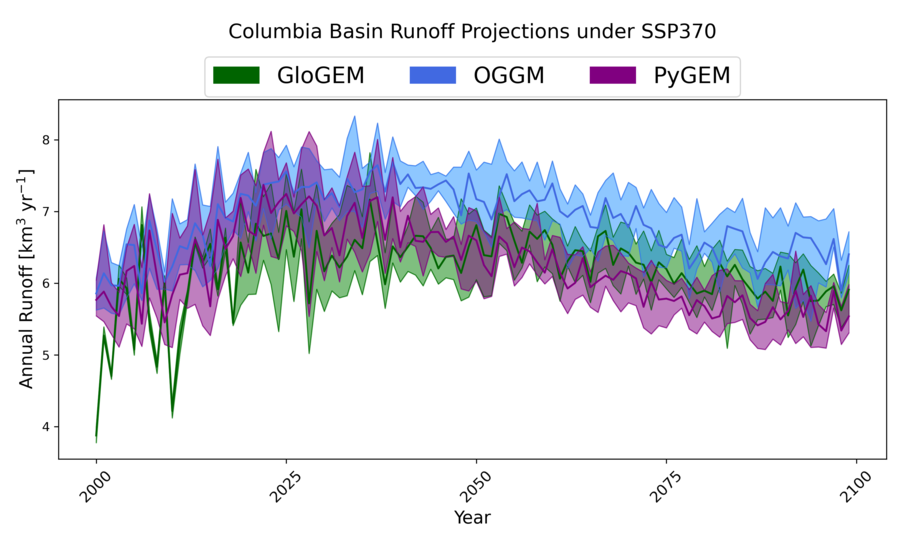 Columbia Basin Runoff Projections under SSP370
GloGEM OGGM PyGEM
Annual Runoff [km³ yr⁻¹]
8
7
6
5
4
2000 2025 2050 2075 2100
Year